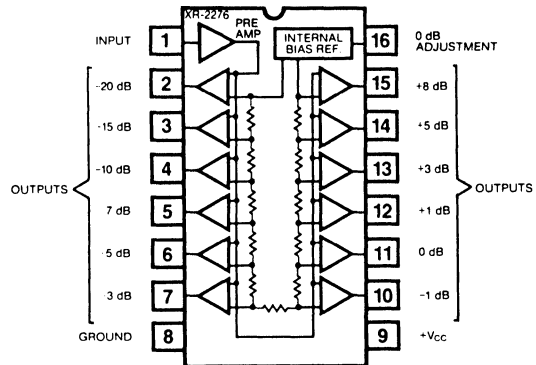 XR-2276
PRE
AMP
INTERNAL
BIAS REF.
INPUT 1
-20 dB 2
-15 dB 3
-10 dB 4
7 dB 5
5 dB 6
3 dB 7
GROUND 8
OUTPUTS
16 0 dB
ADJUSTMENT
15 +8 dB
14 +5 dB
13 +3 dB
12 +1 dB
11 0 dB
10 -1 dB
9 +VCC
OUTPUTS